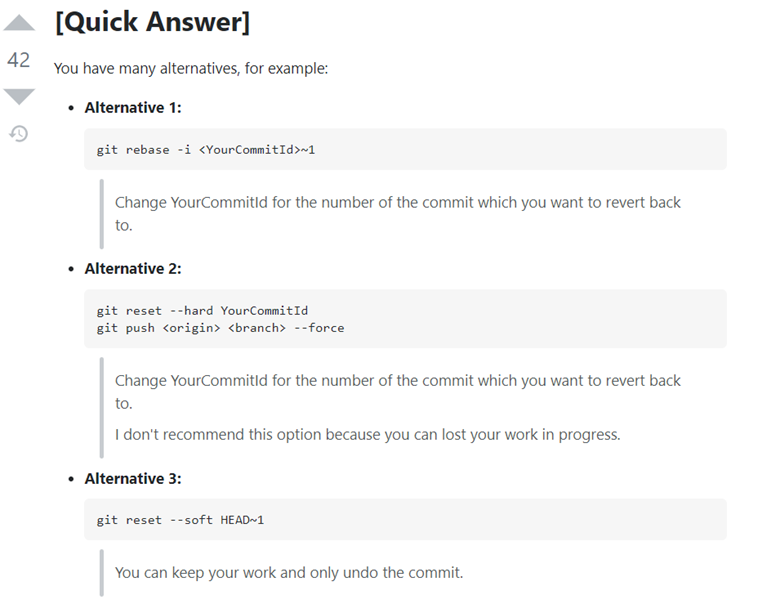 [Quick Answer]
42
You have many alternatives, for example:
• Alternative 1:
git rebase -i <YourCommitId>~1
Change YourCommitId for the number of the commit which you want to revert back
to.
• Alternative 2:
git reset --hard YourCommitId
git push <origin> <branch> --force
Change YourCommitId for the number of the commit which you want to revert back
to.
I don't recommend this option because you can lost your work in progress.
• Alternative 3:
git reset --soft HEAD~1
You can keep your work and only undo the commit.